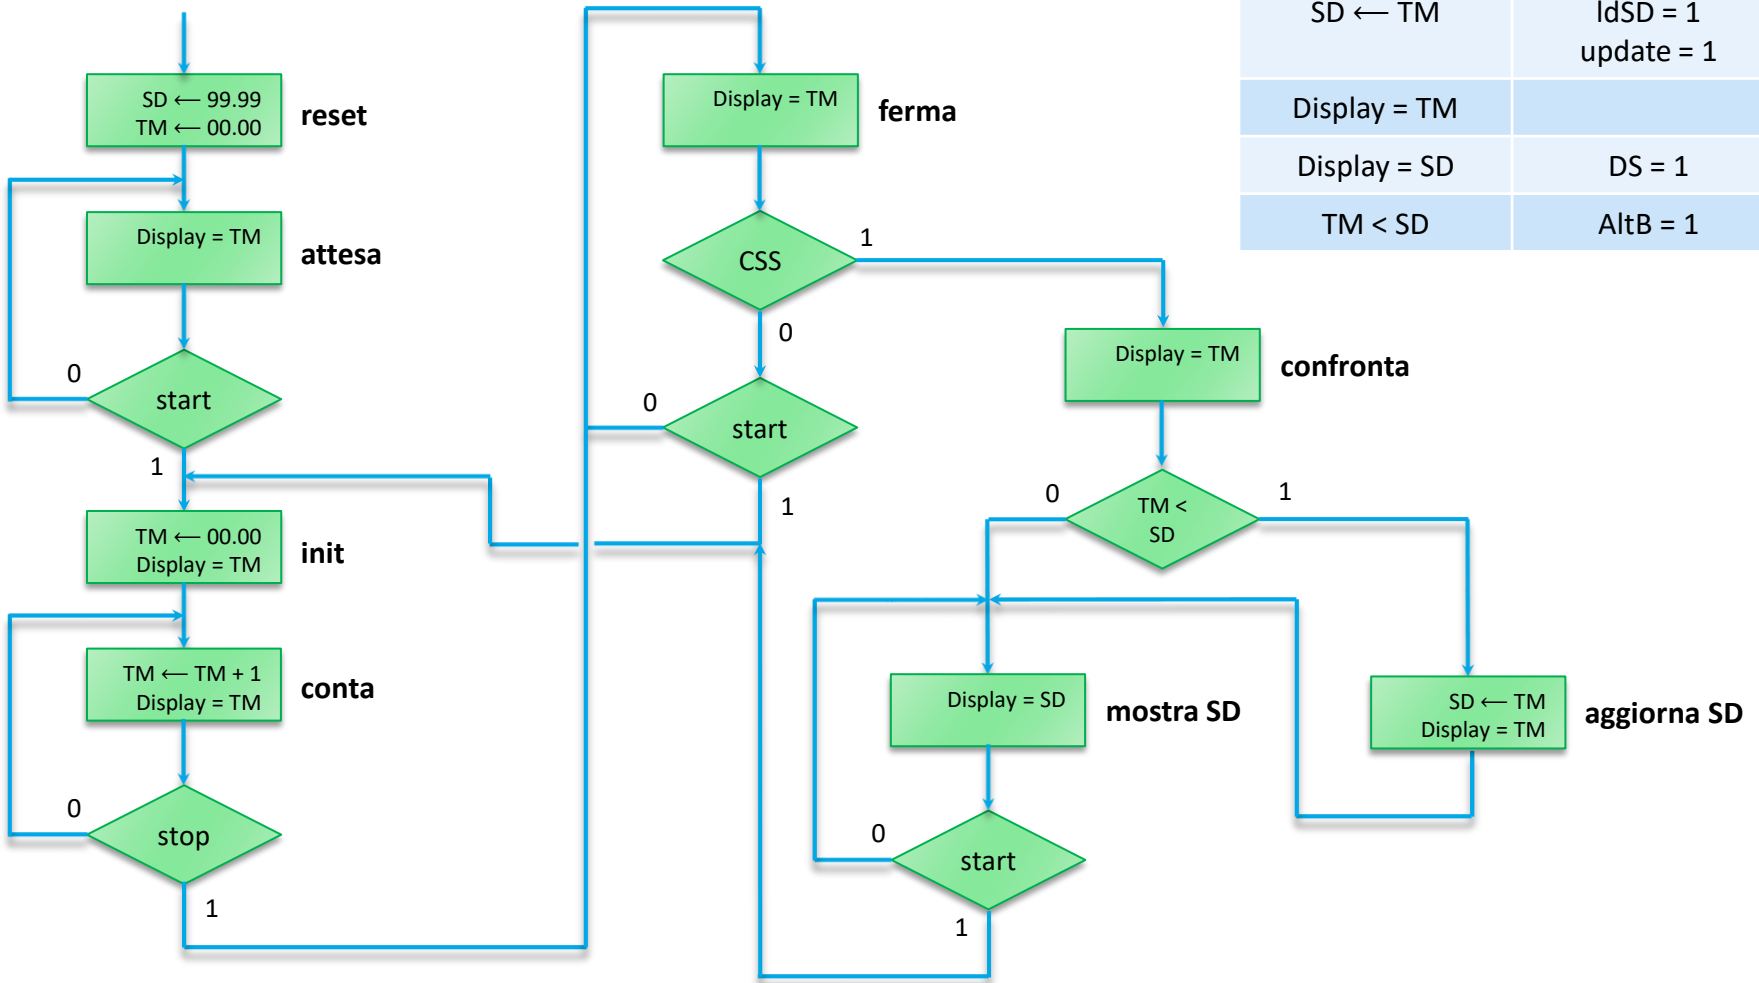 SD ⟵ 99.99
TM ⟵ 00.00
reset
Display = TM
attesa
start
0
1
TM ⟵ 00.00
Display = TM
init
TM ⟵ TM + 1
Display = TM
conta
stop
0
1
Display = TM
ferma
CSS
1
0
start
0
1
Display = TM
confronta
TM <
SD
0
1
Display = SD
mostra SD
start
0
1
SD ⟵ TM
Display = TM
aggiorna SD
SD ⟵ TM
ldSD = 1
update = 1
Display = TM
Display = SD
DS = 1
TM < SD
AltB = 1